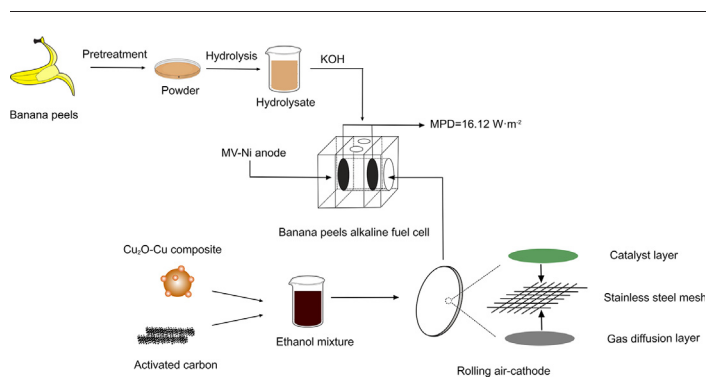 Pretreatment
Hydrolysis
KOH
Banana peels
Powder
Hydrolysate
MPD=16.12 W·m⁻²
MV-Ni anode
Banana peels alkaline fuel cell
Cu₂O-Cu composite
Catalyst layer
Stainless steel mesh
Ethanol mixture
Gas diffusion layer
Activated carbon
Rolling air-cathode